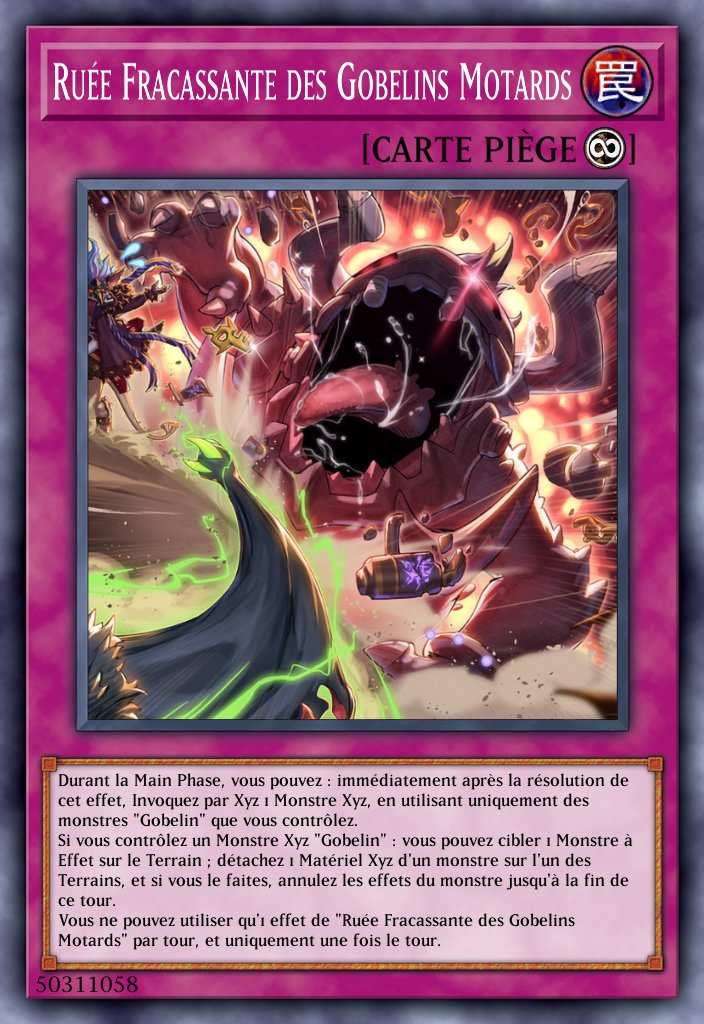 Ruée Fracassante des Gobelins Motards
罠
[CARTE PIÈGE ∞]
Durant la Main Phase, vous pouvez : immédiatement après la résolution de
cet effet, Invoquez par Xyz 1 Monstre Xyz, en utilisant uniquement des
monstres "Gobelin" que vous contrôlez.
Si vous contrôlez un Monstre Xyz "Gobelin" : vous pouvez cibler 1 Monstre à
Effet sur le Terrain ; détachez 1 Matériel Xyz d'un monstre sur l'un des
Terrains, et si vous le faites, annulez les effets du monstre jusqu'à la fin de
ce tour.
Vous ne pouvez utiliser qu'1 effet de "Ruée Fracassante des Gobelins
Motards" par tour, et uniquement une fois le tour.
50311058